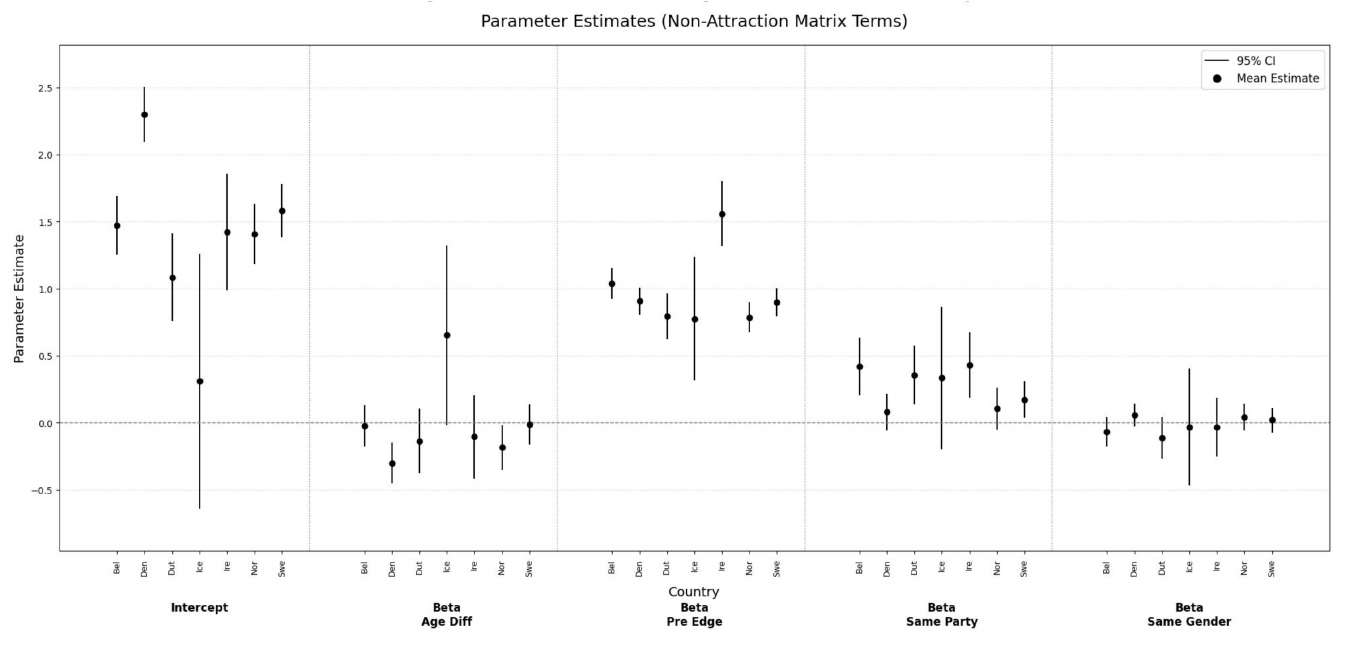 Parameter Estimates (Non-Attraction Matrix Terms)
95% CI
Mean Estimate
Parameter Estimate
2.5
2.0
1.5
1.0
0.5
0.0
−0.5
Bel Den Dut Ice Ire Nor Swe Bel Den Dut Ice Ire Nor Swe Bel Den Dut Ice Ire Nor Swe Bel Den Dut Ice Ire Nor Swe Bel Den Dut Ice Ire Nor Swe
Country
Intercept Beta Beta Beta Beta
Age Diff Pre Edge Same Party Same Gender